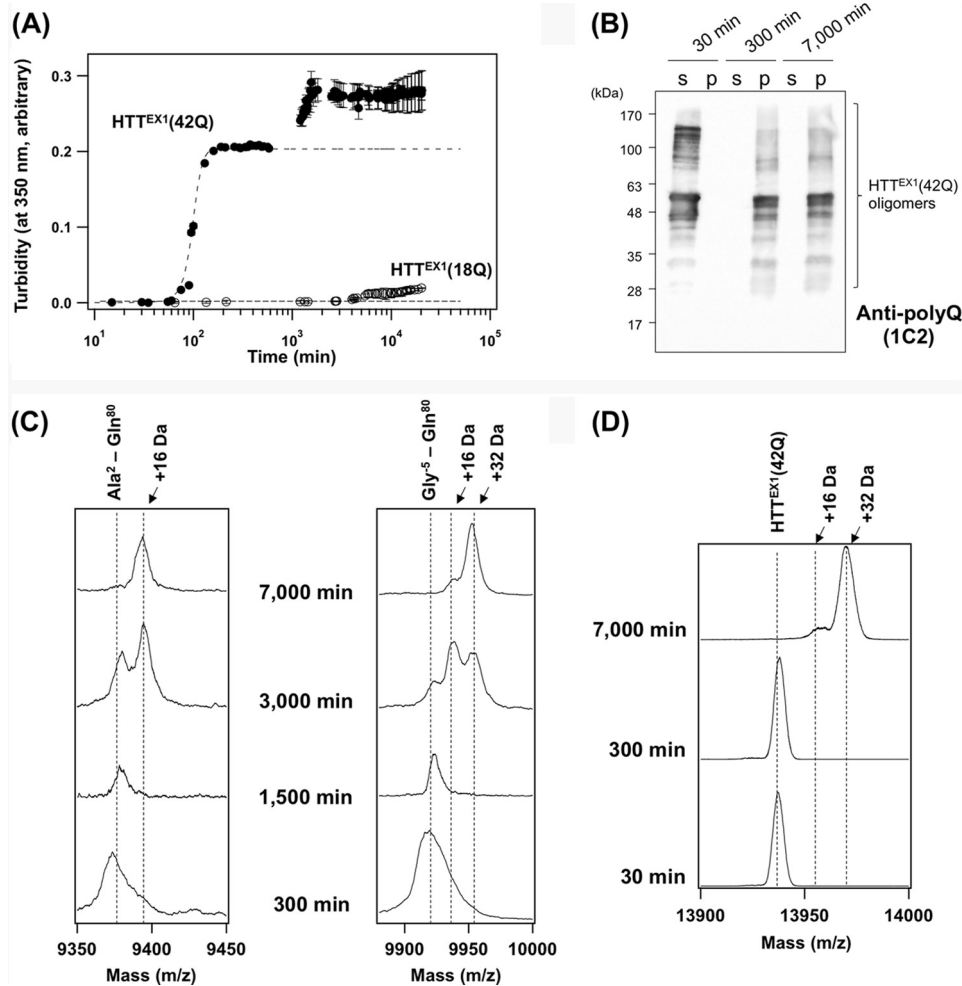 (A)
Turbidity (at 350 nm, arbitrary)
0.3
0.2
0.1
0.0
HTT^EX1(42Q)
HTT^EX1(18Q)
10^1 10^2 10^3 10^4 10^5
Time (min)
(B)
30 min 300 min 7,000 min
s p s p s p
(kDa)
170
100
63
48
35
28
17
HTT^EX1(42Q)
oligomers
Anti-polyQ
(1C2)
(C)
Ala^2 – Gln^80
+16 Da
Gly^-5 – Gln^80
+16 Da
+32 Da
7,000 min
3,000 min
1,500 min
300 min
9350 9400 9450
Mass (m/z)
9900 9950 10000
Mass (m/z)
(D)
HTT^EX1(42Q)
+16 Da
+32 Da
7,000 min
300 min
30 min
13900 13950 14000
Mass (m/z)